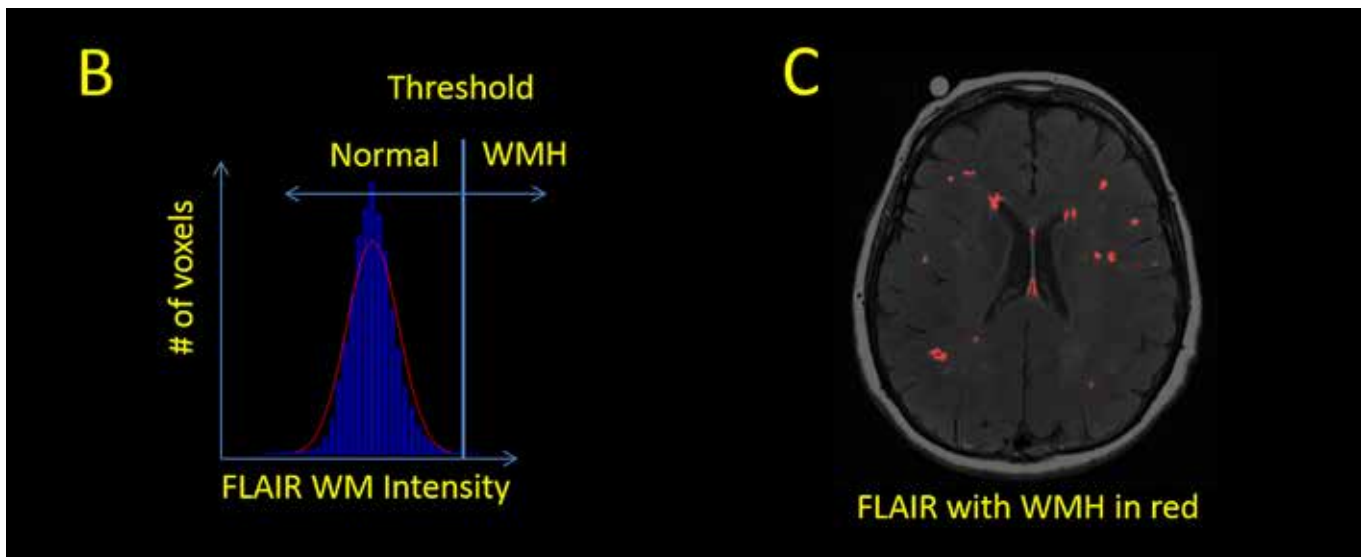 B
Threshold
Normal
WMH
# of voxels
FLAIR WM Intensity
C
FLAIR with WMH in red